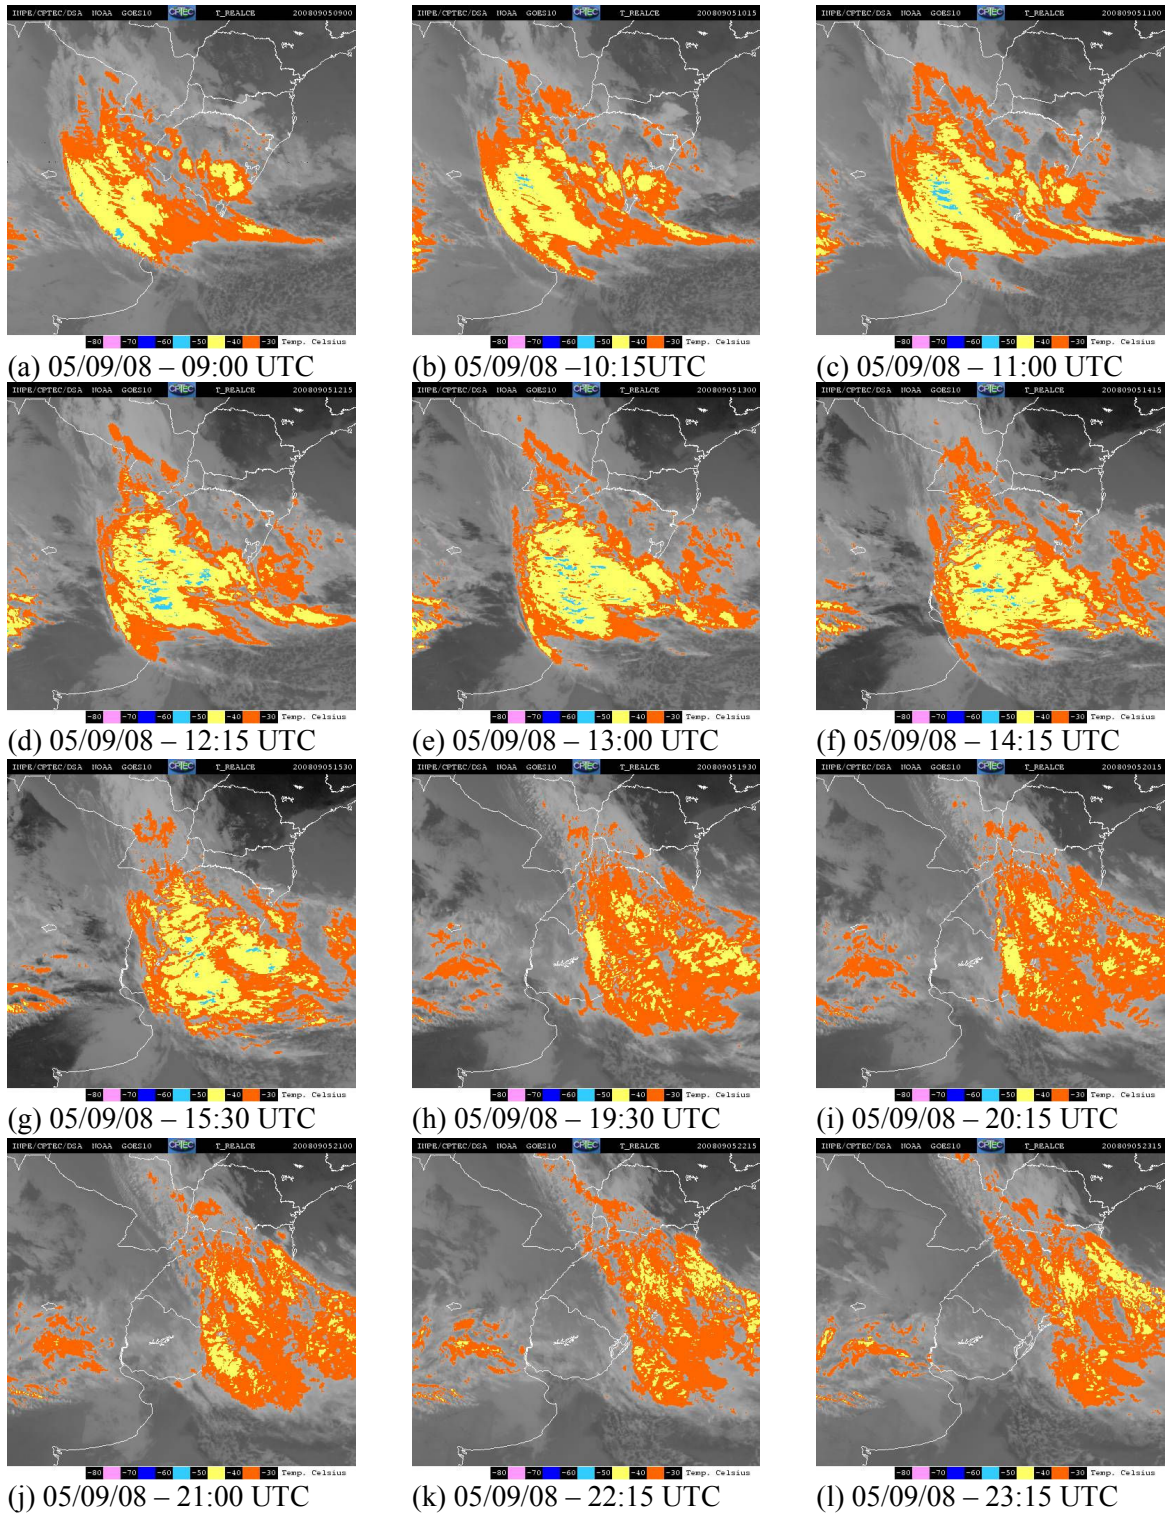 INPE/CPTEC/DSA NOAA GOES10 CPTEC T_REALCE 200809050900
INPE/CPTEC/DSA NOAA GOES10 CPTEC T_REALCE 200809051015
INPE/CPTEC/DSA NOAA GOES10 CPTEC T_REALCE 200809051100
-80 -70 -60 -50 -40 -30 Temp. Celsius
-80 -70 -60 -50 -40 -30 Temp. Celsius
-80 -70 -60 -50 -40 -30 Temp. Celsius
(a) 05/09/08 – 09:00 UTC
(b) 05/09/08 –10:15UTC
(c) 05/09/08 – 11:00 UTC
INPE/CPTEC/DSA NOAA GOES10 CPTEC T_REALCE 200809051215
INPE/CPTEC/DSA NOAA GOES10 CPTEC T_REALCE 200809051300
INPE/CPTEC/DSA NOAA GOES10 CPTEC T_REALCE 200809051415
-80 -70 -60 -50 -40 -30 Temp. Celsius
-80 -70 -60 -50 -40 -30 Temp. Celsius
-80 -70 -60 -50 -40 -30 Temp. Celsius
(d) 05/09/08 – 12:15 UTC
(e) 05/09/08 – 13:00 UTC
(f) 05/09/08 – 14:15 UTC
INPE/CPTEC/DSA NOAA GOES10 CPTEC T_REALCE 200809051530
INPE/CPTEC/DSA NOAA GOES10 CPTEC T_REALCE 200809051930
INPE/CPTEC/DSA NOAA GOES10 CPTEC T_REALCE 200809052015
-80 -70 -60 -50 -40 -30 Temp. Celsius
-80 -70 -60 -50 -40 -30 Temp. Celsius
-80 -70 -60 -50 -40 -30 Temp. Celsius
(g) 05/09/08 – 15:30 UTC
(h) 05/09/08 – 19:30 UTC
(i) 05/09/08 – 20:15 UTC
INPE/CPTEC/DSA NOAA GOES10 CPTEC T_REALCE 200809052100
INPE/CPTEC/DSA NOAA GOES10 CPTEC T_REALCE 200809052215
INPE/CPTEC/DSA NOAA GOES10 CPTEC T_REALCE 200809052315
-80 -70 -60 -50 -40 -30 Temp. Celsius
-80 -70 -60 -50 -40 -30 Temp. Celsius
-80 -70 -60 -50 -40 -30 Temp. Celsius
(j) 05/09/08 – 21:00 UTC
(k) 05/09/08 – 22:15 UTC
(l) 05/09/08 – 23:15 UTC